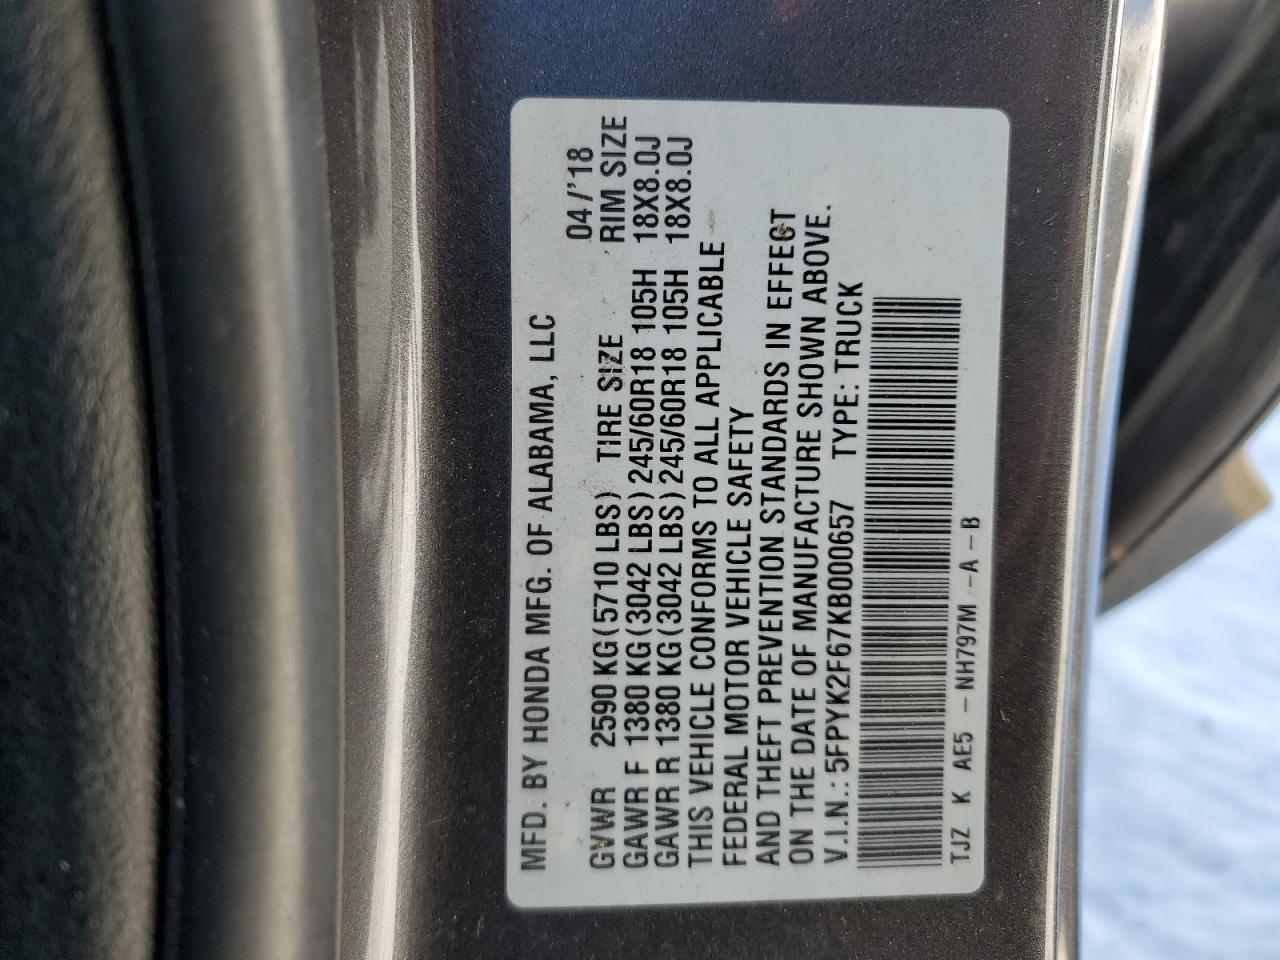 MFD. BY HONDA MFG. OF ALABAMA, LLC
04/'18
GVWR 2590 KG (5710 LBS) TIRE SIZE RIM SIZE
GAWR F 1380 KG (3042 LBS) 245/60R18 105H 18X8.0J
GAWR R 1380 KG (3042 LBS) 245/60R18 105H 18X8.0J
THIS VEHICLE CONFORMS TO ALL APPLICABLE
FEDERAL MOTOR VEHICLE SAFETY
AND THEFT PREVENTION STANDARDS IN EFFECT
ON THE DATE OF MANUFACTURE SHOWN ABOVE.
V.I.N.: 5FPYK2F67KB000657 TYPE: TRUCK
TJZ K AE5 - NH797M -A - B